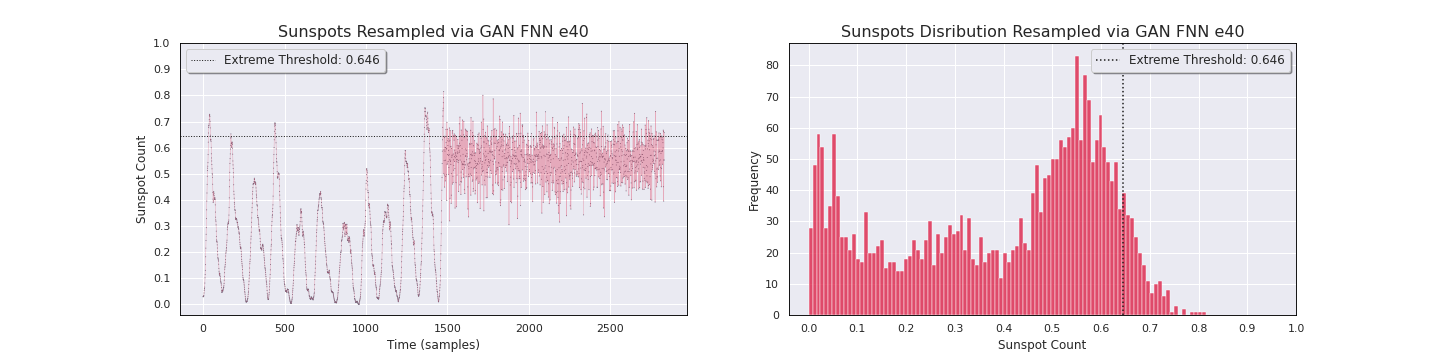 Sunspots Resampled via GAN FNN e40
Extreme Threshold: 0.646
1.0
0.9
0.8
0.7
0.6
0.5
0.4
0.3
0.2
0.1
0.0
Sunspot Count
0 500 1000 1500 2000 2500
Time (samples)
Sunspots Disribution Resampled via GAN FNN e40
Extreme Threshold: 0.646
80
70
60
50
40
30
20
10
0
Frequency
0.0 0.1 0.2 0.3 0.4 0.5 0.6 0.7 0.8 0.9 1.0
Sunspot Count